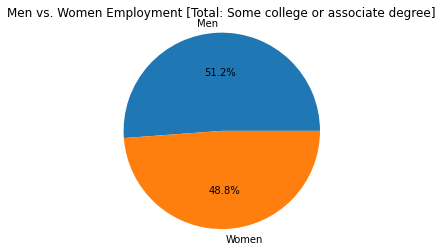 Men vs. Women Employment [Total: Some college or associate degree]
Men
51.2%
48.8%
Women